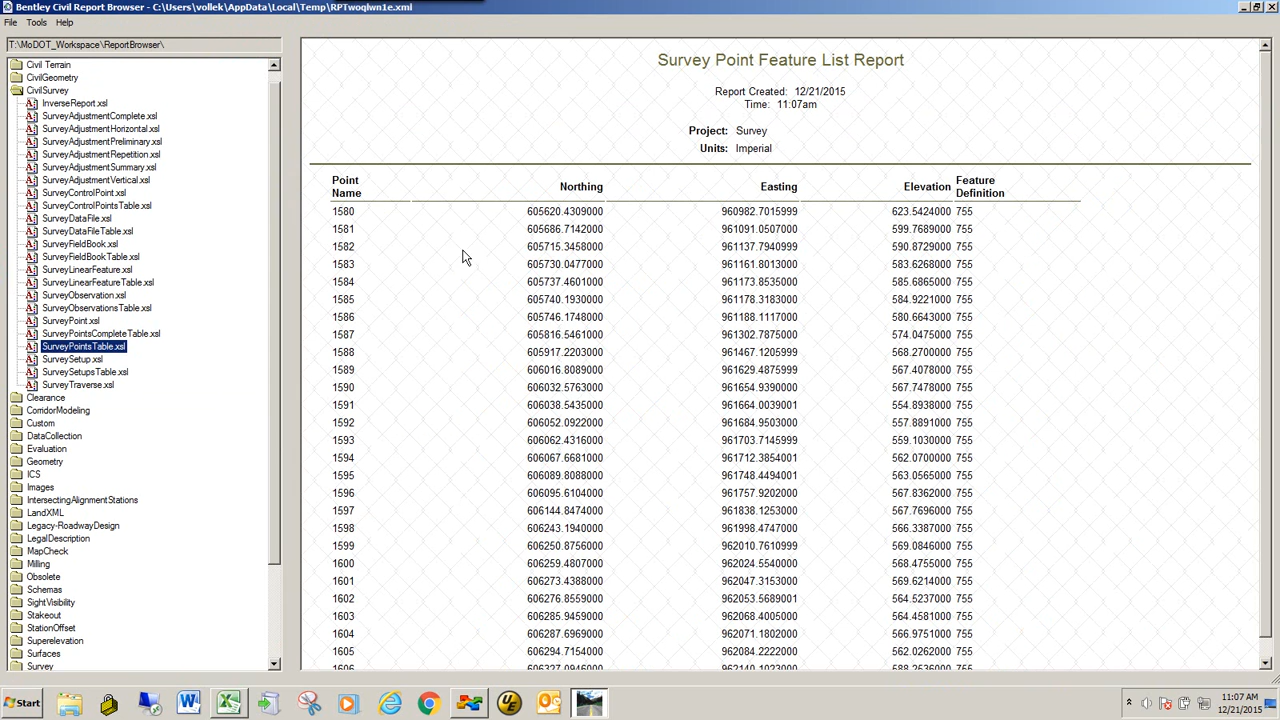 Bentley Civil Report Browser - C:\Users\vollek\AppData\Local\Temp\RPTwoqlwn1e.xml
File Tools Help
T:\MoDOT_Workspace\ReportBrowser\
Civil Terrain
CivilGeometry
CivilSurvey
InverseReport.xsl
SurveyAdjustmentComplete.xsl
SurveyAdjustmentHorizontal.xsl
SurveyAdjustmentPreliminary.xsl
SurveyAdjustmentRepetition.xsl
SurveyAdjustmentSummary.xsl
SurveyAdjustmentVertical.xsl
SurveyControlPoint.xsl
SurveyControlPointsTable.xsl
SurveyDataFile.xsl
SurveyDataFileTable.xsl
SurveyFieldBook.xsl
SurveyFieldBookTable.xsl
SurveyLinearFeature.xsl
SurveyLinearFeatureTable.xsl
SurveyObservation.xsl
SurveyObservationsTable.xsl
SurveyPoint.xsl
SurveyPointsCompleteTable.xsl
SurveyPointsTable.xsl
SurveySetup.xsl
SurveySetupsTable.xsl
SurveyTraverse.xsl
Clearance
CorridorModeling
Custom
DataCollection
Evaluation
Geometry
ICS
Images
IntersectingAlignmentStations
LandXML
Legacy-RoadwayDesign
LegalDescription
MapCheck
Milling
Obsolete
Schemas
SightVisibility
Stakeout
StationOffset
Superelevation
Surfaces
Survey
Survey Point Feature List Report
Report Created: 12/21/2015
Time: 11:07am
Project: Survey
Units: Imperial
Point Name Northing Easting Elevation Feature Definition
1580 605620.4309000 960982.7015999 623.5424000 755
1581 605686.7142000 961091.0507000 599.7689000 755
1582 605715.3458000 961137.7940999 590.8729000 755
1583 605730.0477000 961161.8013000 583.6268000 755
1584 605737.4601000 961173.8535000 585.6865000 755
1585 605740.1930000 961178.3183000 584.9221000 755
1586 605746.1748000 961188.1117000 580.6643000 755
1587 605816.5461000 961302.7875000 574.0475000 755
1588 605917.2203000 961467.1205999 568.2700000 755
1589 606016.8089000 961629.4875999 567.4078000 755
1590 606032.5763000 961654.9390000 567.7478000 755
1591 606038.5435000 961664.0039001 554.8938000 755
1592 606052.0922000 961684.9503000 557.8891000 755
1593 606062.4316000 961703.7145999 559.1030000 755
1594 606067.6681000 961712.3854001 562.0700000 755
1595 606089.8088000 961748.4494001 563.0565000 755
1596 606095.6104000 961757.9202000 567.8362000 755
1597 606144.8474000 961838.1253000 567.7696000 755
1598 606243.1940000 961998.4747000 566.3387000 755
1599 606250.8756000 962010.7610999 569.0846000 755
1600 606259.4807000 962024.5540000 568.4755000 755
1601 606273.4388000 962047.3153000 569.6214000 755
1602 606276.8559000 962053.5689001 564.5237000 755
1603 606285.9459000 962068.4005000 564.4581000 755
1604 606287.6969000 962071.1802000 566.9751000 755
1605 606294.7154000 962084.2222000 562.0262000 755
Start
11:07 AM
12/21/2015